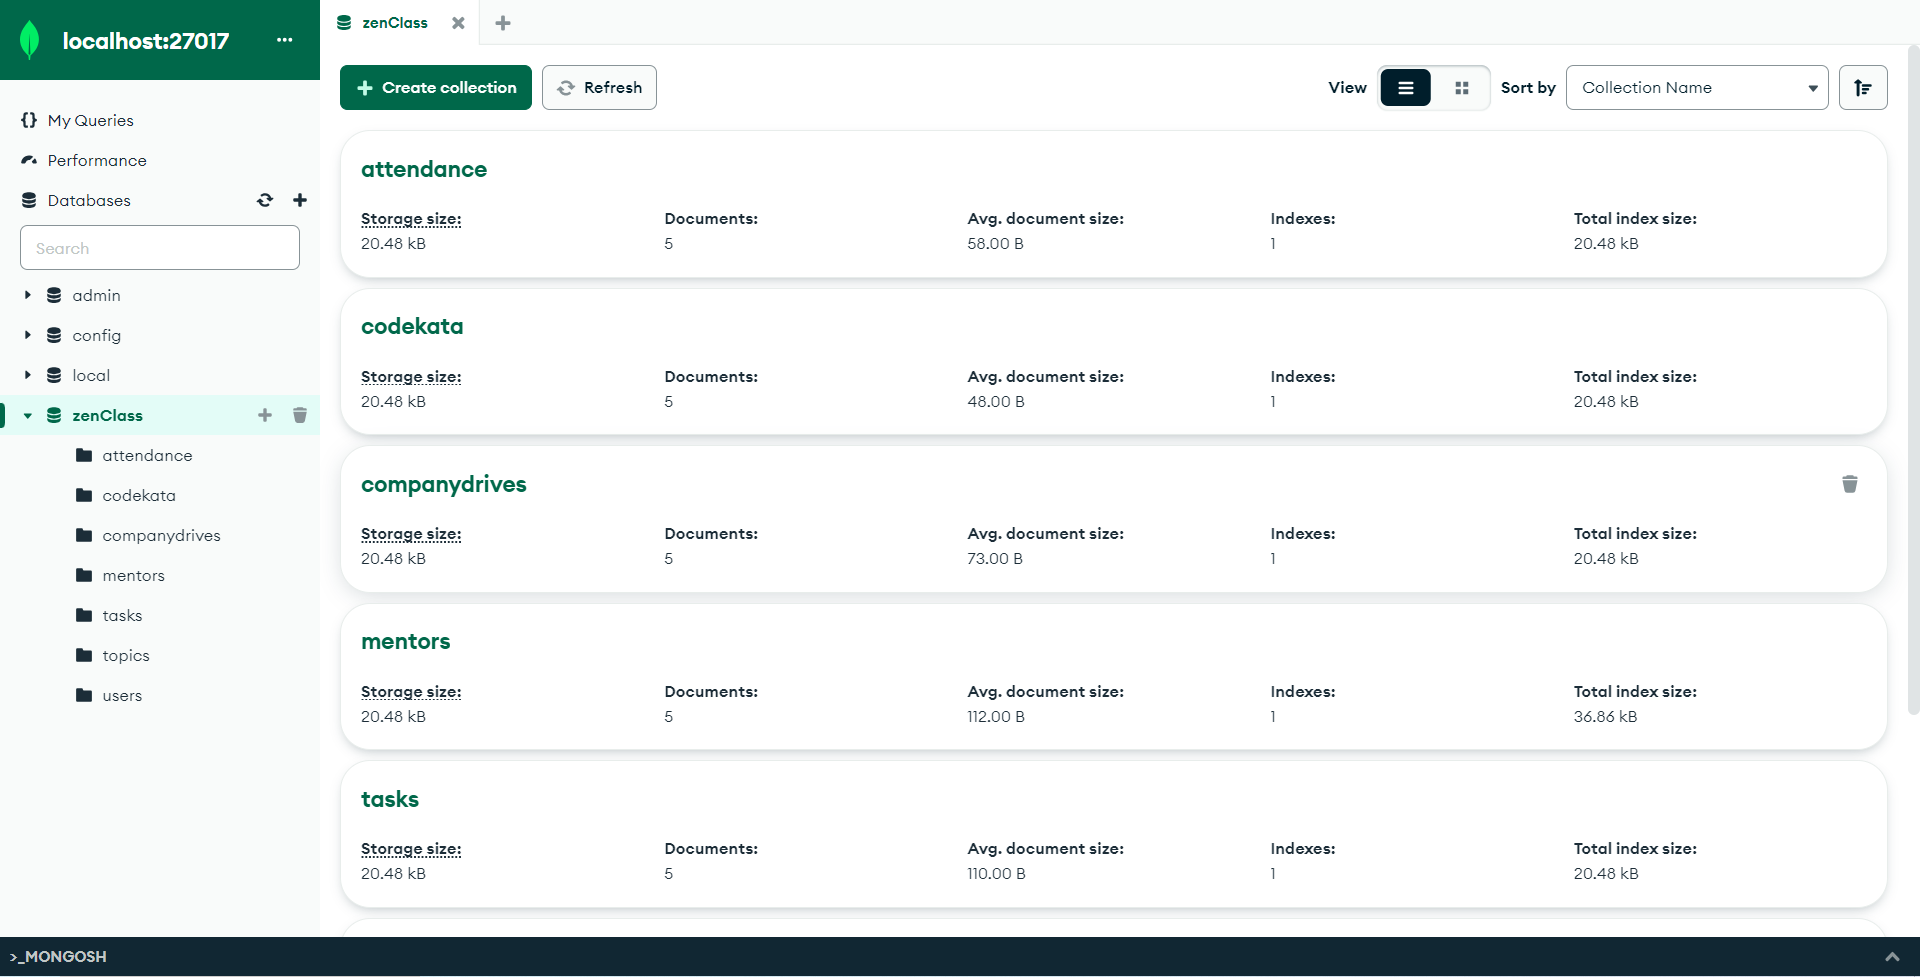 localhost:27017
My Queries
Performance
Databases
Search
admin
config
local
zenClass
attendance
codekata
companydrives
mentors
tasks
topics
users
zenClass
Create collection
Refresh
View
Sort by
Collection Name
attendance
Storage size: Documents: Avg. document size: Indexes: Total index size:
20.48 kB 5 58.00 B 1 20.48 kB
codekata
Storage size: Documents: Avg. document size: Indexes: Total index size:
20.48 kB 5 48.00 B 1 20.48 kB
companydrives
Storage size: Documents: Avg. document size: Indexes: Total index size:
20.48 kB 5 73.00 B 1 20.48 kB
mentors
Storage size: Documents: Avg. document size: Indexes: Total index size:
20.48 kB 5 112.00 B 1 36.86 kB
tasks
Storage size: Documents: Avg. document size: Indexes: Total index size:
20.48 kB 5 110.00 B 1 20.48 kB
>_MONGOSH